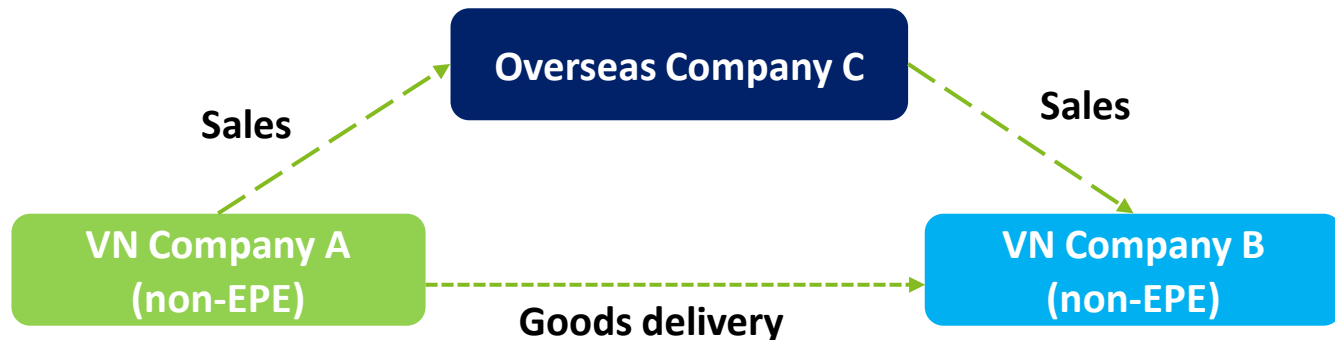 Overseas Company C
Sales
Sales
VN Company A
(non-EPE)
VN Company B
(non-EPE)
Goods delivery